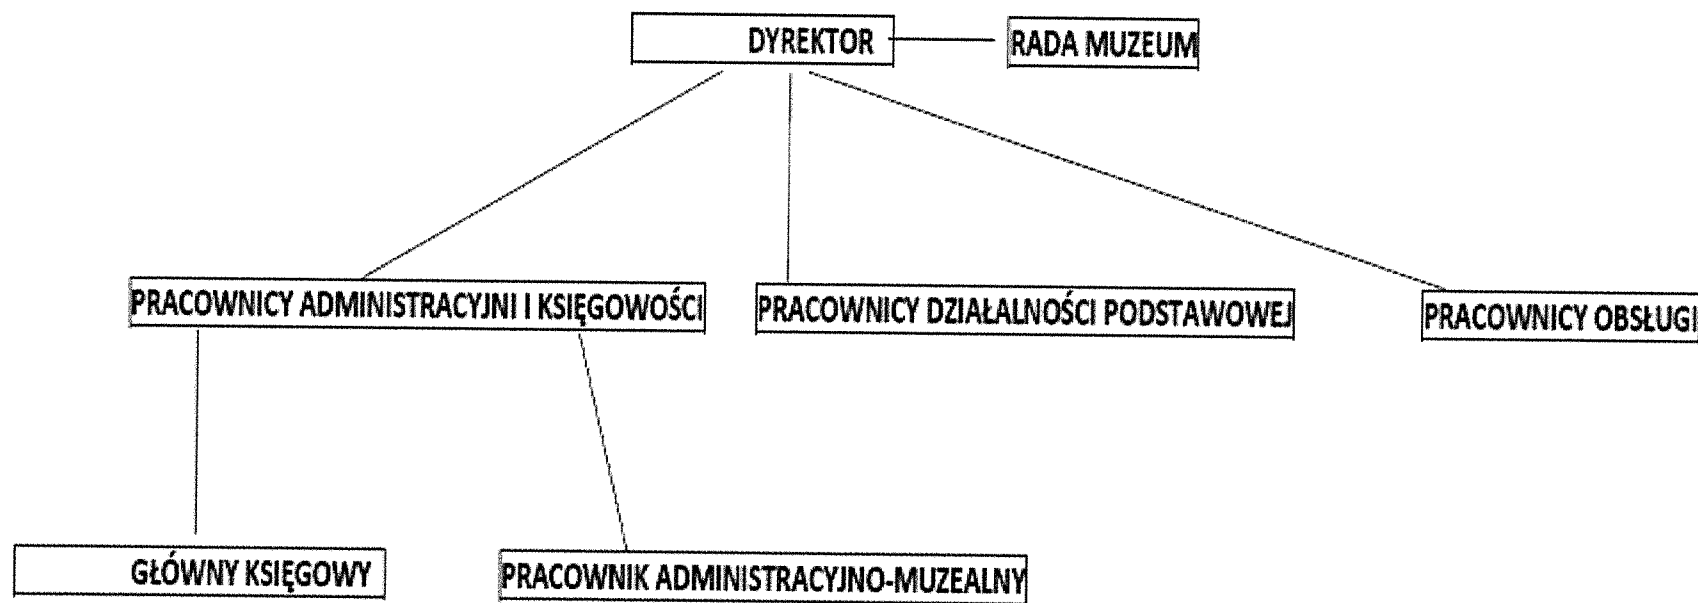 DYREKTOR
RADA MUZEUM
PRACOWNICY ADMINISTRACYJNI I KSIĘGOWOŚCI
PRACOWNICY DZIAŁALNOŚCI PODSTAWOWEJ
PRACOWNICY OBSŁUGI
GŁÓWNY KSIĘGOWY
PRACOWNIK ADMINISTRACYJNO-MUZEALNY